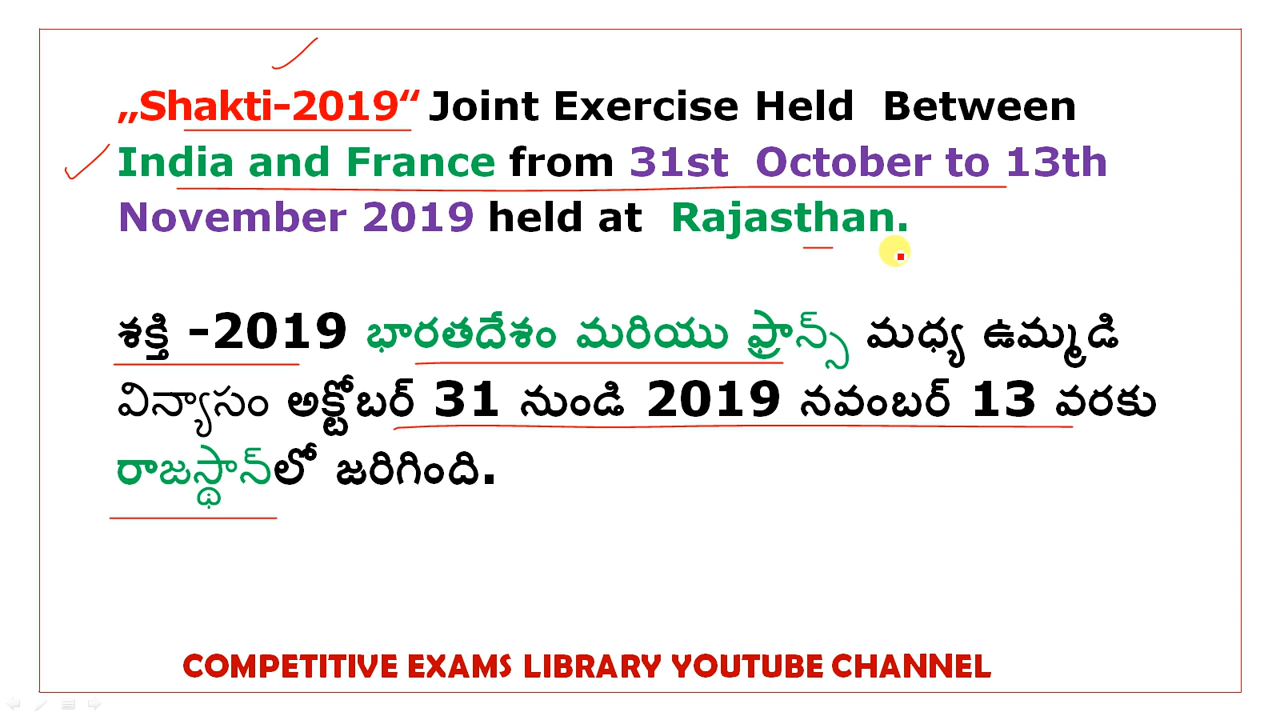 „Shakti-2019“ Joint Exercise Held Between
India and France from 31st October to 13th
November 2019 held at Rajasthan.
శక్తి -2019 భారతదేశం మరియు ఫ్రాన్స్ మధ్య ఉమ్మడి
విన్యాసం అక్టోబర్ 31 నుండి 2019 నవంబర్ 13 వరకు
రాజస్థాన్‌లో జరిగింది.
COMPETITIVE EXAMS LIBRARY YOUTUBE CHANNEL